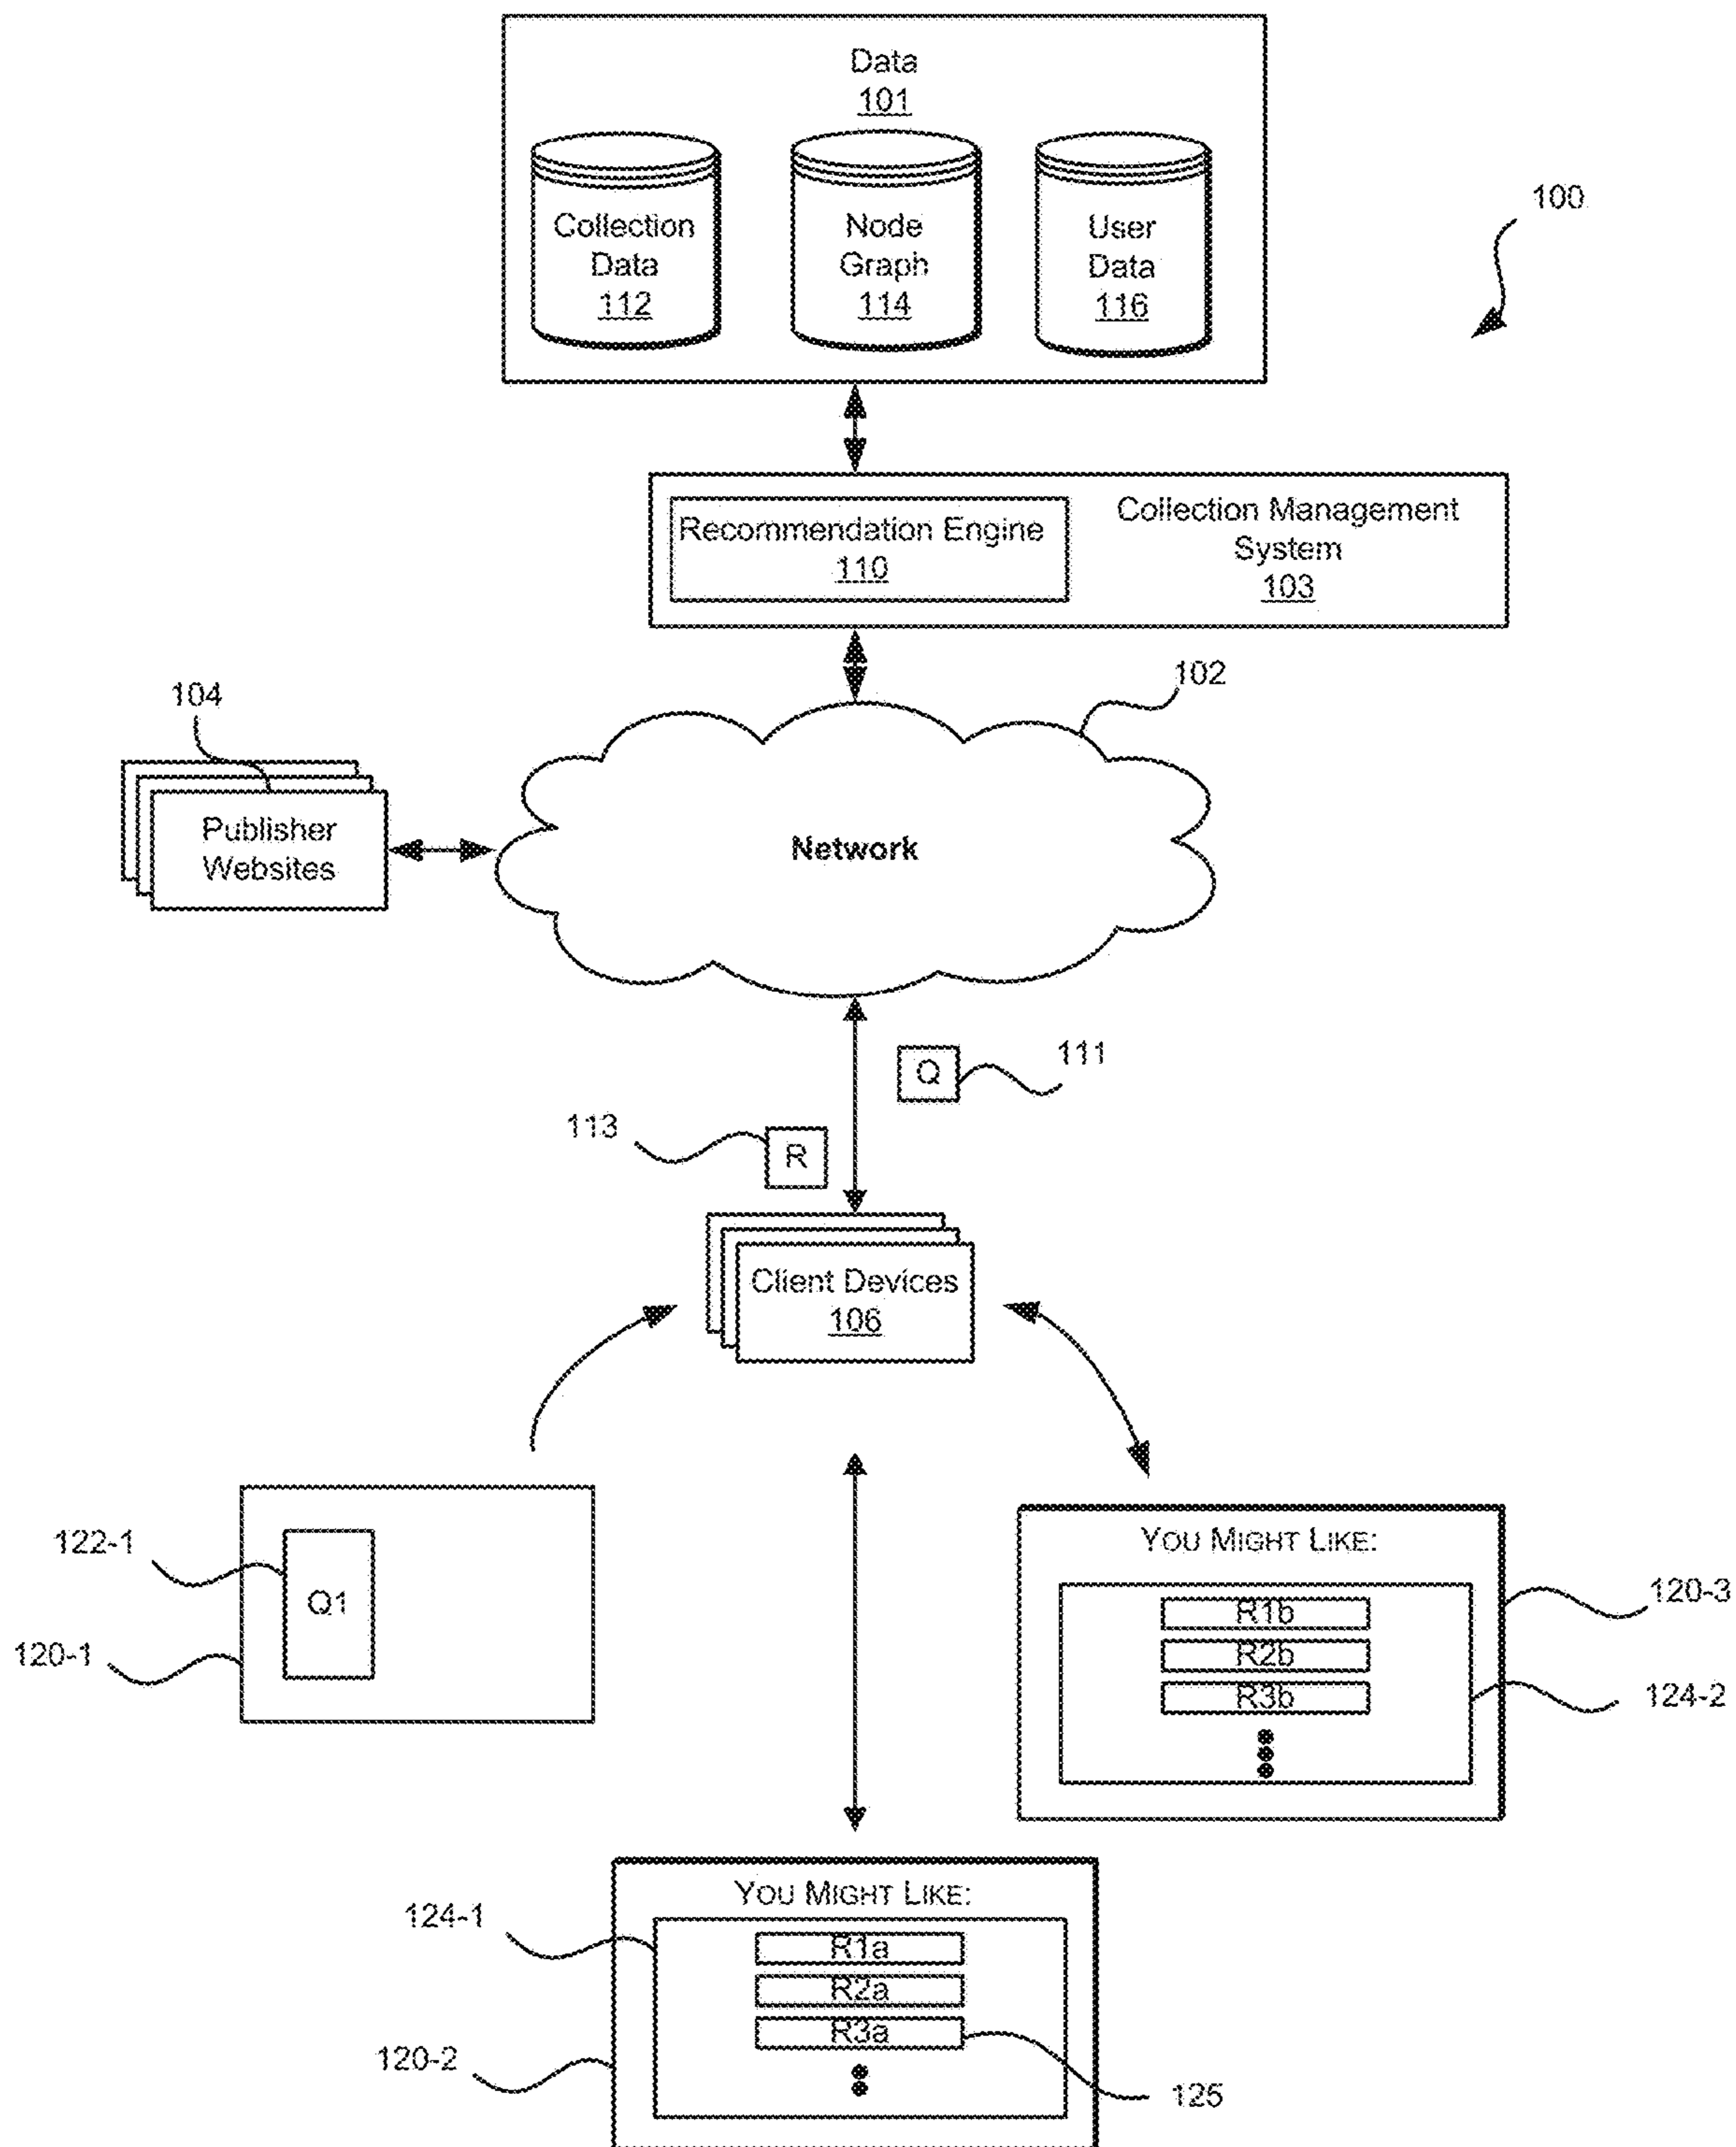 Data
101
Collection
Data
112
Node
Graph
114
User
Data
116
100
Recommendation Engine
110
Collection Management
System
103
102
104
Publisher
Websites
Network
Q
111
113
R
Client Devices
106
122-1
Q1
120-1
YOU MIGHT LIKE:
R1b
R2b
R3b
120-3
124-2
YOU MIGHT LIKE:
124-1
R1a
R2a
R3a
120-2
125